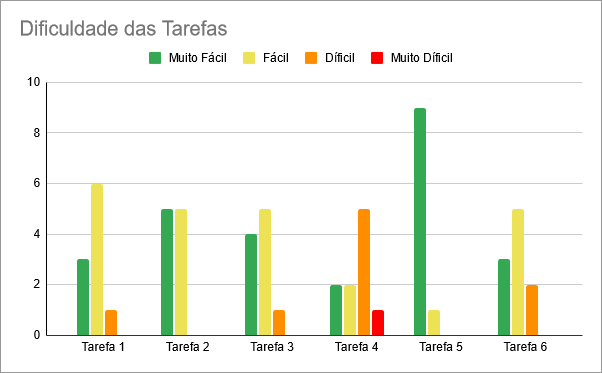 Dificuldade das Tarefas
Muito Fácil Fácil Díficil Muito Díficil
10
8
6
4
2
0
Tarefa 1 Tarefa 2 Tarefa 3 Tarefa 4 Tarefa 5 Tarefa 6